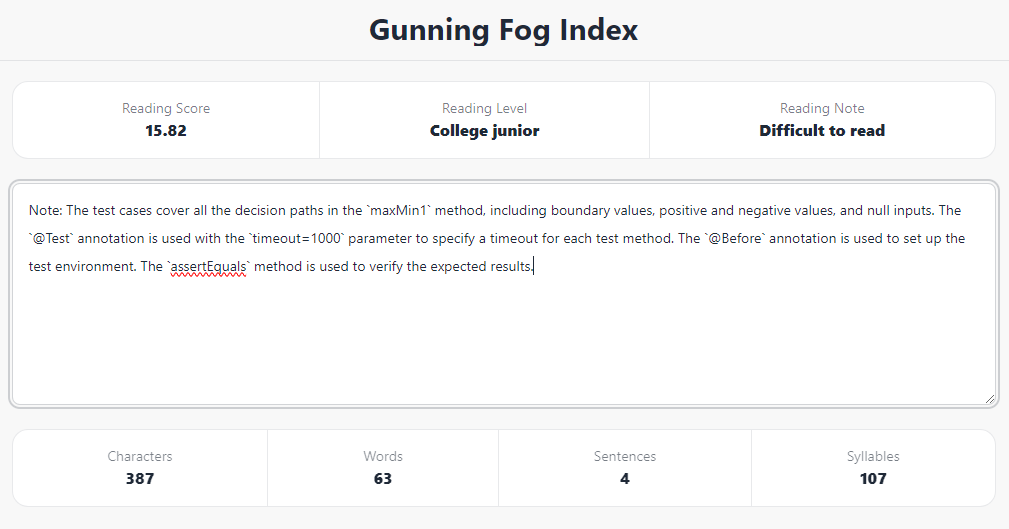 Gunning Fog Index
Reading Score
15.82
Reading Level
College junior
Reading Note
Difficult to read
Note: The test cases cover all the decision paths in the `maxMin1` method, including boundary values, positive and negative values, and null inputs. The
`@Test` annotation is used with the `timeout=1000` parameter to specify a timeout for each test method. The `@Before` annotation is used to set up the
test environment. The `assertEquals` method is used to verify the expected results.
Characters
387
Words
63
Sentences
4
Syllables
107